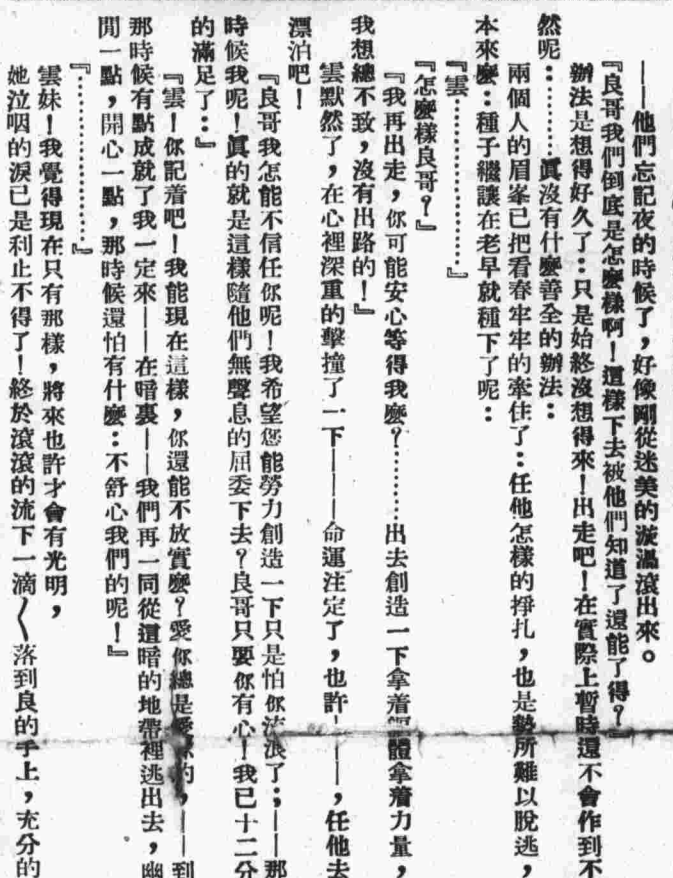 ——他們忘記夜的時候了，好像剛從迷美的漩渦滾出來。
『良哥我們倒底是怎麼樣啊！這樣下去被他們知道了還能了得？』
辦法是想得好久了：只是始終沒想得來！出走吧！在實際上暫時還不會作到不
然呢：………真沒有什麼善全的辦法：
兩個人的眉峯已把看春牢牢的牽住了：任他怎樣的掙扎，也是勢所難以脫逃，
本來麼：種子繼讓在老早就種下了呢：
『雲……………』
『怎麼樣良哥？』
『我再出走，你可能安心等得我麼？………出去創造一下拿着體拿着力量，
我想總不致，沒有出路的！』
雲默然了，在心裡深重的擊撞了一下———命運注定了，也許——，任他去
漂泊吧！
『良哥我怎能不信任你呢！我希望您能勞力創造一下只是怕你流浪了；——那
時候我呢！真的就是這樣隨他們無聲息的屈委下去？良哥只要你有心！我已十二分
的滿足了：』
『雲！你記着吧！我能現在這樣，你還能不放實麼？愛你總是愛你的，——到
那時候有點成就了我一定來——在暗裏——我們再一同從這暗的地帶裡逃出去，幽
閒一點，開心一點，那時候還怕有什麼：不舒心我們的呢！』
『………………』
雲妹！我覺得現在只有那樣，將來也許才會有光明，
她泣咽的淚已是利止不得了！終於滾滾的流下一滴〱落到良的手上，充分的